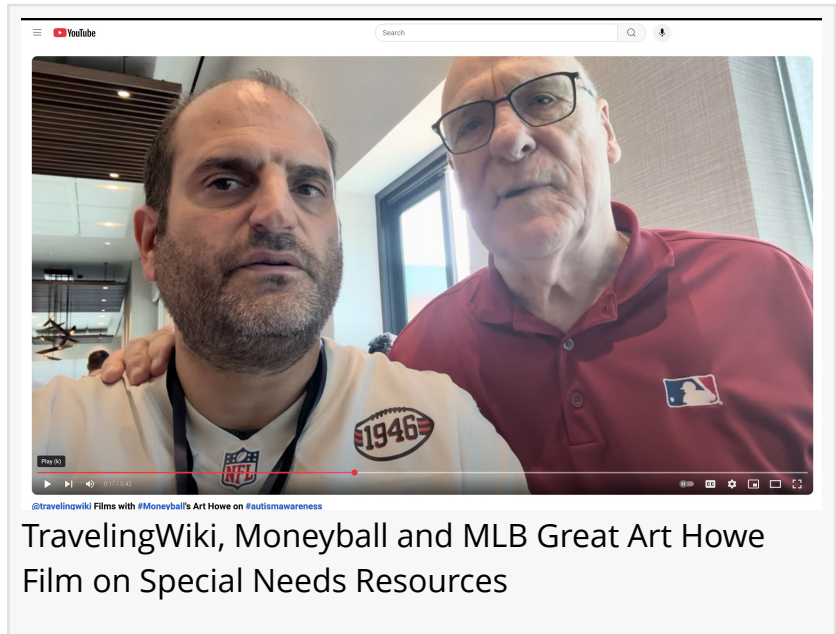 YouTube
Search
1946
NFL
Play (k)
0:17 / 0:42
CC
@travelingwiki Films with #Moneyball's Art Howe on #autismawareness
TravelingWiki, Moneyball and MLB Great Art Howe
Film on Special Needs Resources